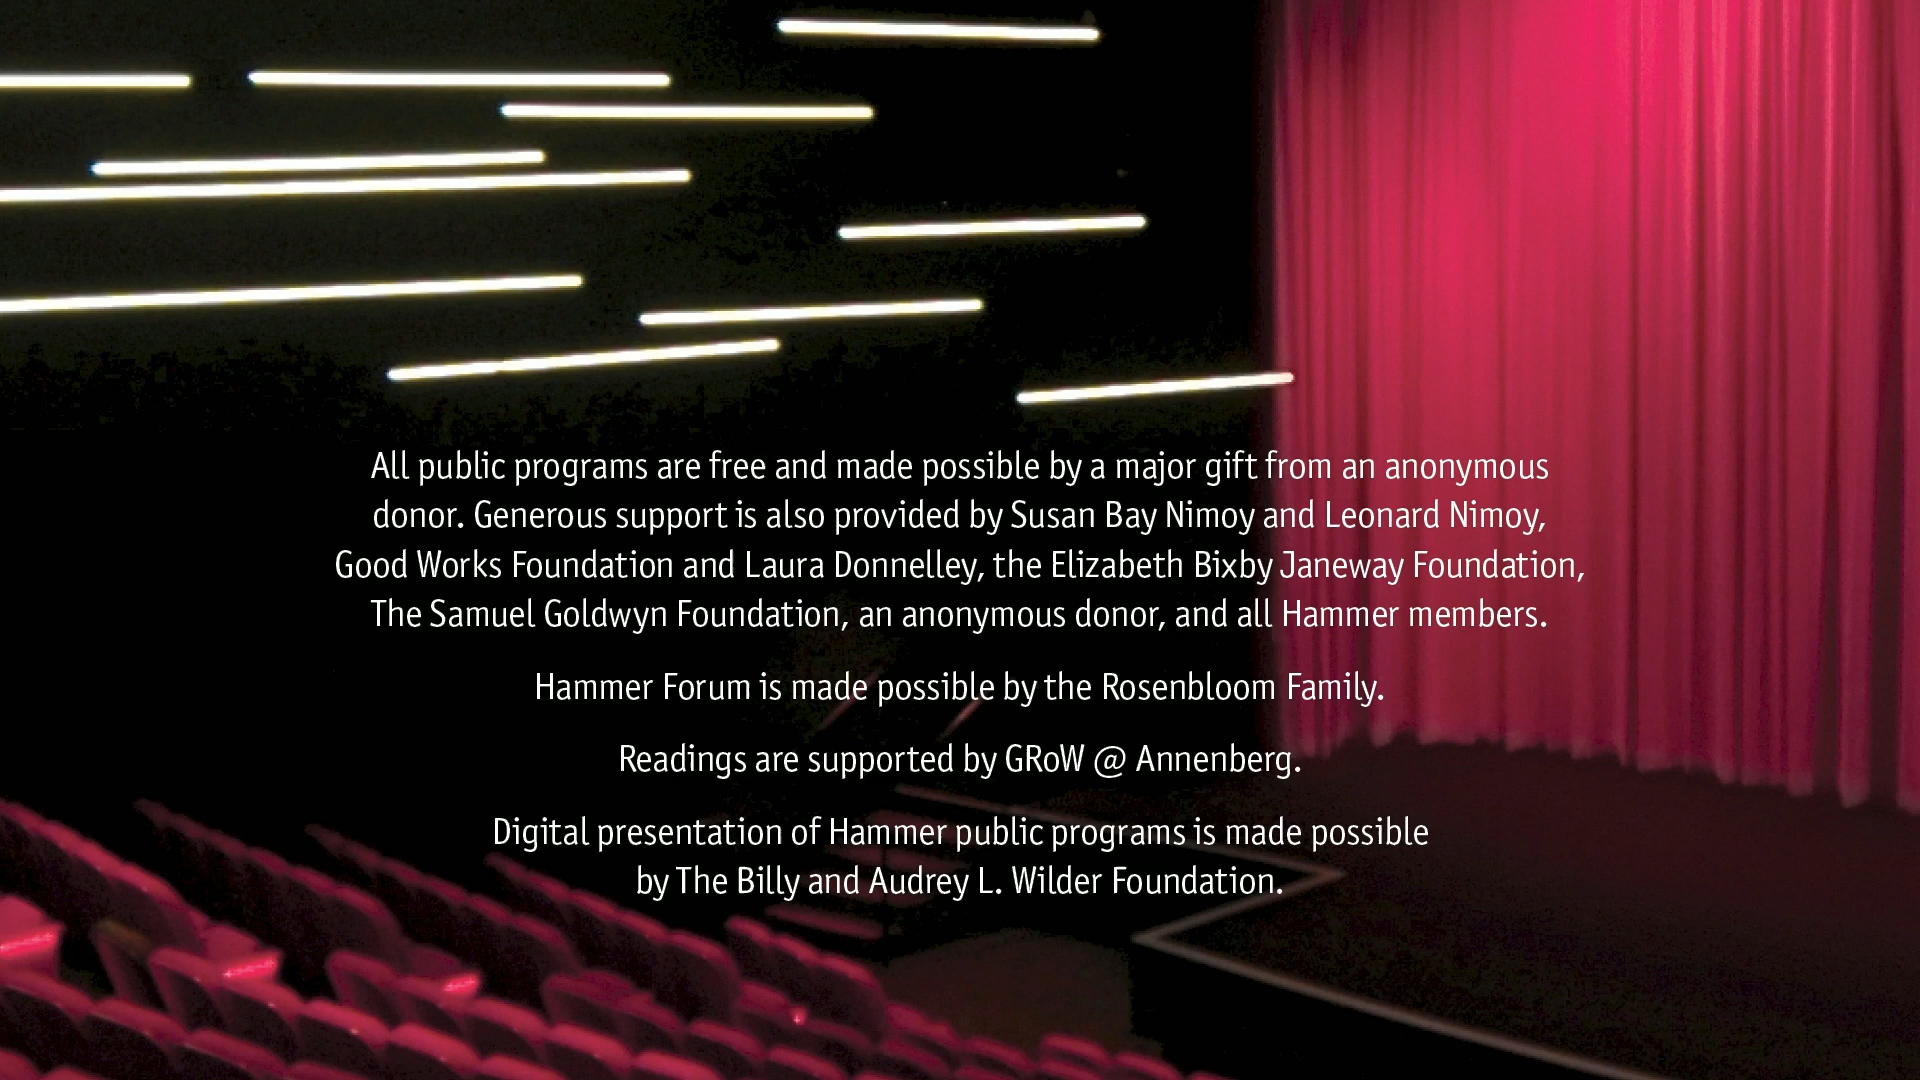 All public programs are free and made possible by a major gift from an anonymous
donor. Generous support is also provided by Susan Bay Nimoy and Leonard Nimoy,
Good Works Foundation and Laura Donnelley, the Elizabeth Bixby Janeway Foundation,
The Samuel Goldwyn Foundation, an anonymous donor, and all Hammer members.
Hammer Forum is made possible by the Rosenbloom Family.
Readings are supported by GRoW @ Annenberg.
Digital presentation of Hammer public programs is made possible
by The Billy and Audrey L. Wilder Foundation.